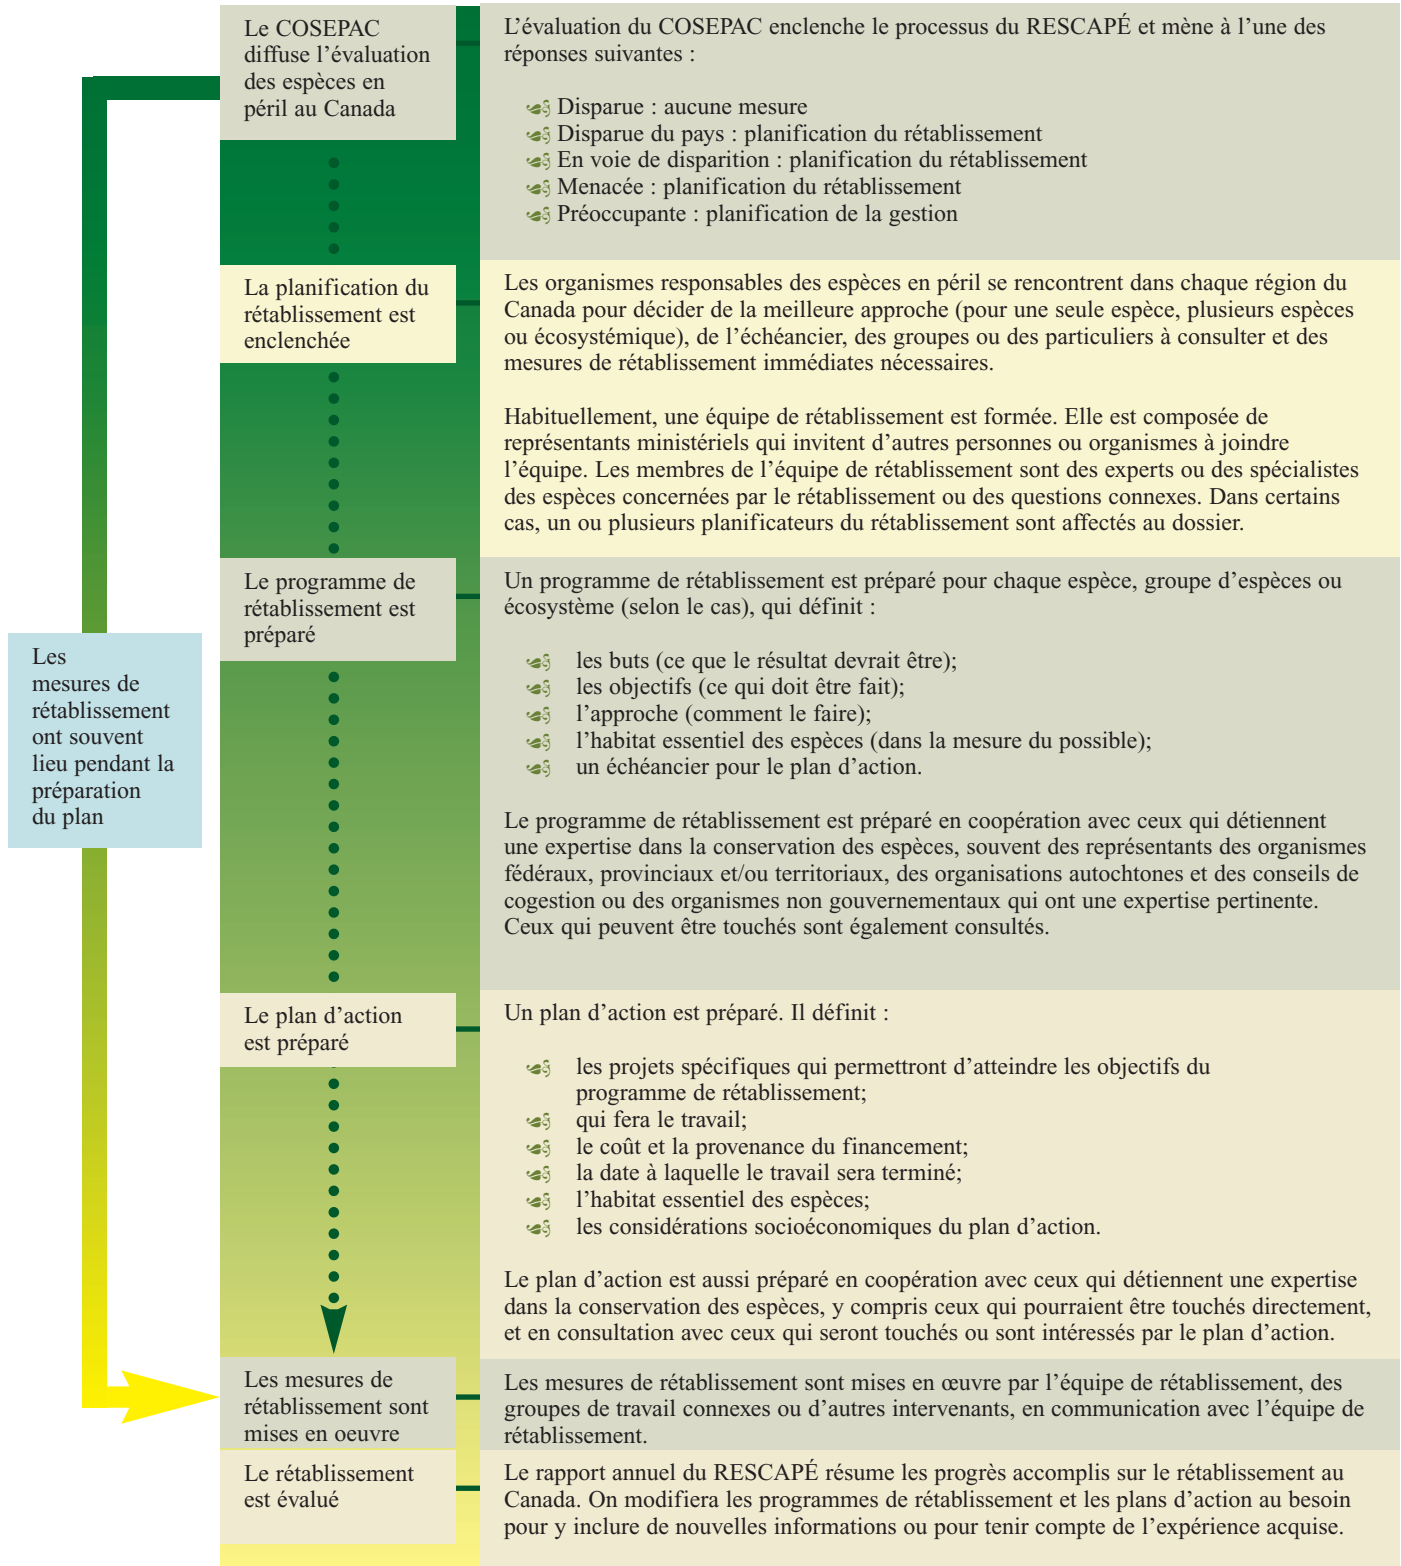 Le COSEPAC
diffuse l’évaluation
des espèces en
péril au Canada
L’évaluation du COSEPAC enclenche le processus du RESCAPÉ et mène à l’une des
réponses suivantes :
Disparue : aucune mesure
Disparue du pays : planification du rétablissement
En voie de disparition : planification du rétablissement
Menacée : planification du rétablissement
Préoccupante : planification de la gestion
La planification du
rétablissement est
enclenchée
Les organismes responsables des espèces en péril se rencontrent dans chaque région du
Canada pour décider de la meilleure approche (pour une seule espèce, plusieurs espèces
ou écosystémique), de l’échéancier, des groupes ou des particuliers à consulter et des
mesures de rétablissement immédiates nécessaires.
Habituellement, une équipe de rétablissement est formée. Elle est composée de
représentants ministériels qui invitent d’autres personnes ou organismes à joindre
l’équipe. Les membres de l’équipe de rétablissement sont des experts ou des spécialistes
des espèces concernées par le rétablissement ou des questions connexes. Dans certains
cas, un ou plusieurs planificateurs du rétablissement sont affectés au dossier.
Le programme de
rétablissement est
préparé
Un programme de rétablissement est préparé pour chaque espèce, groupe d’espèces ou
écosystème (selon le cas), qui définit :
les buts (ce que le résultat devrait être);
les objectifs (ce qui doit être fait);
l’approche (comment le faire);
l’habitat essentiel des espèces (dans la mesure du possible);
un échéancier pour le plan d’action.
Le programme de rétablissement est préparé en coopération avec ceux qui détiennent
une expertise dans la conservation des espèces, souvent des représentants des organismes
fédéraux, provinciaux et/ou territoriaux, des organisations autochtones et des conseils de
cogestion ou des organismes non gouvernementaux qui ont une expertise pertinente.
Ceux qui peuvent être touchés sont également consultés.
Les
mesures de
rétablissement
ont souvent
lieu pendant la
préparation
du plan
Le plan d’action
est préparé
Un plan d’action est préparé. Il définit :
les projets spécifiques qui permettront d’atteindre les objectifs du
programme de rétablissement;
qui fera le travail;
le coût et la provenance du financement;
la date à laquelle le travail sera terminé;
l’habitat essentiel des espèces;
les considérations socioéconomiques du plan d’action.
Le plan d’action est aussi préparé en coopération avec ceux qui détiennent une expertise
dans la conservation des espèces, y compris ceux qui pourraient être touchés directement,
et en consultation avec ceux qui seront touchés ou sont intéressés par le plan d’action.
Les mesures de
rétablissement sont
mises en oeuvre
Les mesures de rétablissement sont mises en œuvre par l’équipe de rétablissement, des
groupes de travail connexes ou d’autres intervenants, en communication avec l’équipe de
rétablissement.
Le rétablissement
est évalué
Le rapport annuel du RESCAPÉ résume les progrès accomplis sur le rétablissement au
Canada. On modifiera les programmes de rétablissement et les plans d’action au besoin
pour y inclure de nouvelles informations ou pour tenir compte de l’expérience acquise.